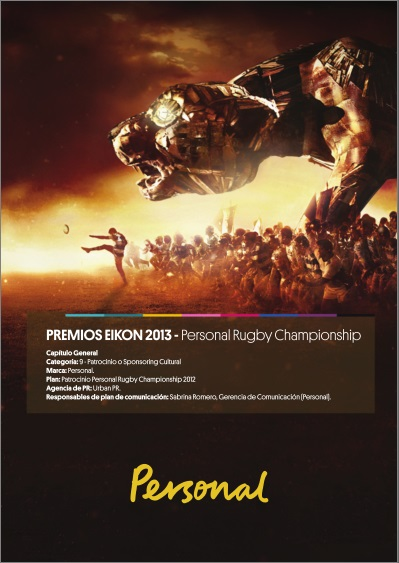 PREMIOS EIKON 2013 - Personal Rugby Championship
Capítulo General
Categoría: 9 - Patrocinio o Sponsoring Cultural
Marca: Personal.
Plan: Patrocinio Personal Rugby Championship 2012
Agencia de PR: Urban PR.
Responsables de plan de comunicación: Sabrina Romero, Gerencia de Comunicación (Personal).
Personal